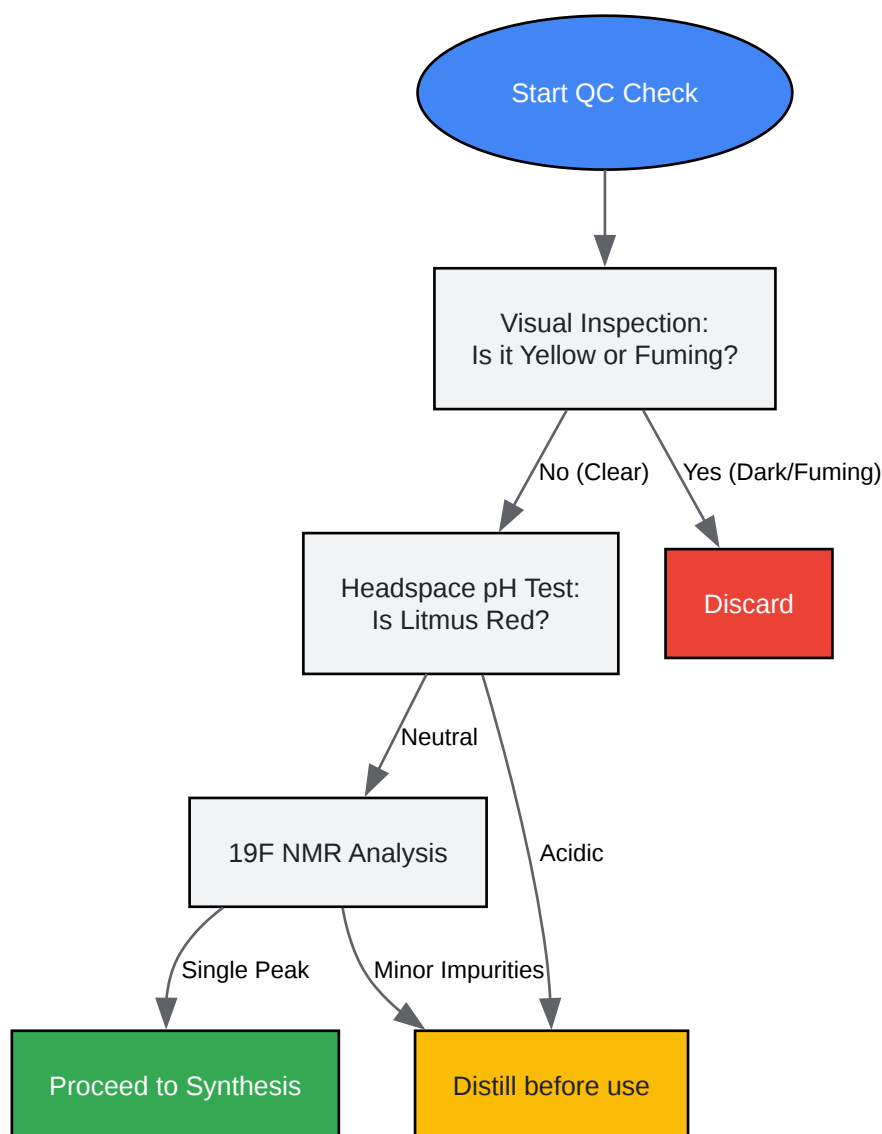 Start QC Check
Visual Inspection:
Is it Yellow or Fuming?
No (Clear)
Yes (Dark/Fuming)
Headspace pH Test:
Is Litmus Red?
Discard
Neutral
19F NMR Analysis
Acidic
Single Peak
Minor Impurities
Proceed to Synthesis
Distill before use